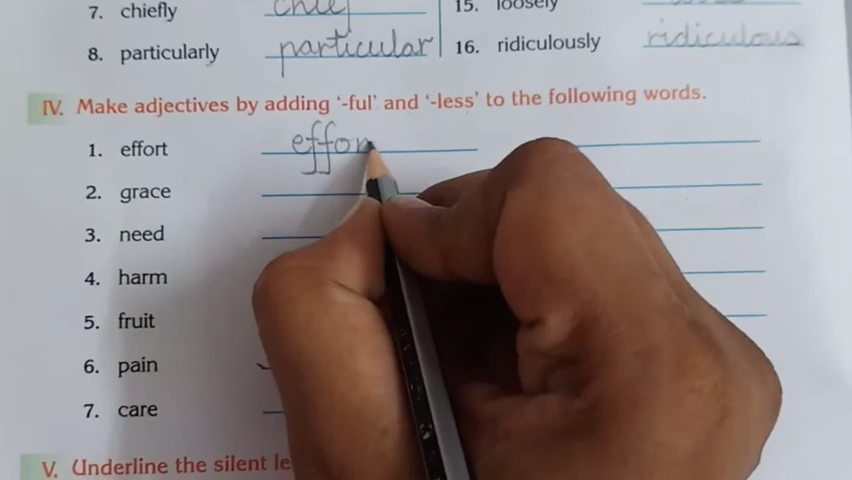 7. chiefly chief 15. loosely
8. particularly particular 16. ridiculously ridiculous
IV. Make adjectives by adding '-ful' and '-less' to the following words.
1. effort effor
2. grace
3. need
4. harm
5. fruit
6. pain
7. care
V. Underline the silent le